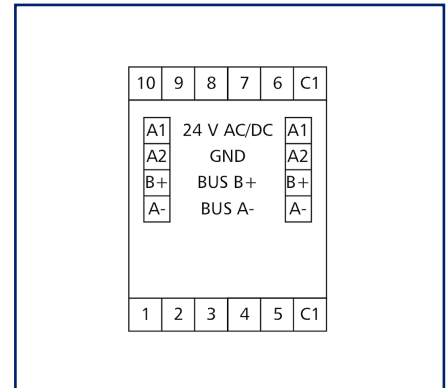 10 9 8 7 6 C1
A1 24 V AC/DC A1
A2 GND A2
B+ BUS B+ B+
A- BUS A- A-
1 2 3 4 5 C1